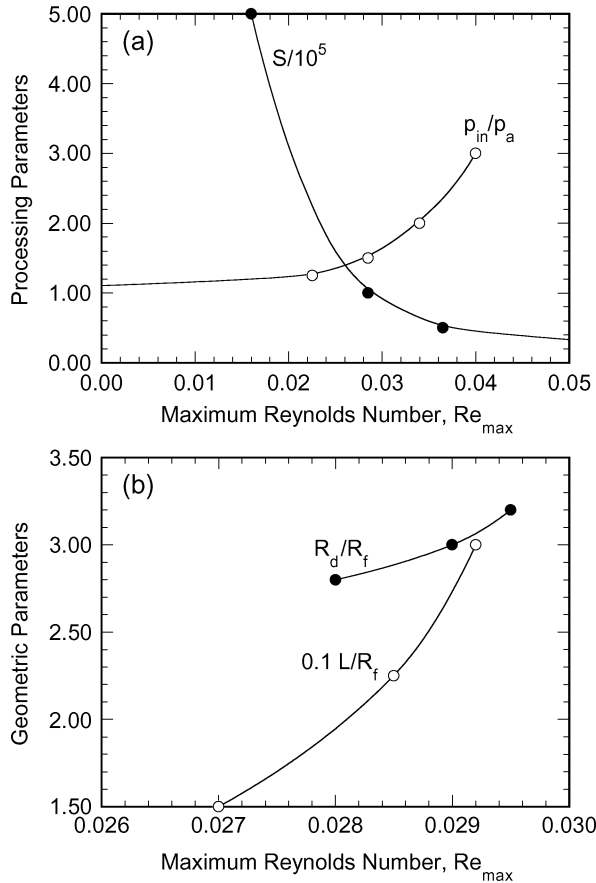 (a)
S/10^5
p_in/p_a
Processing Parameters
5.00
4.00
3.00
2.00
1.00
0.00
0.00 0.01 0.02 0.03 0.04 0.05
Maximum Reynolds Number, Re_max
(b)
R_d/R_f
0.1 L/R_f
Geometric Parameters
3.50
3.00
2.50
2.00
1.50
0.026 0.027 0.028 0.029 0.030
Maximum Reynolds Number, Re_max